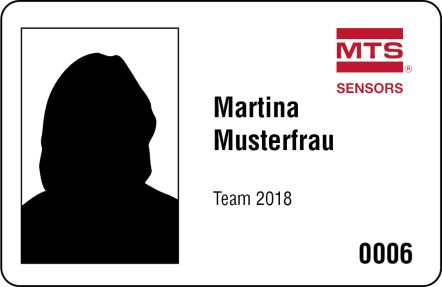 MTS®
SENSORS
Martina
Musterfrau
Team 2018
0006